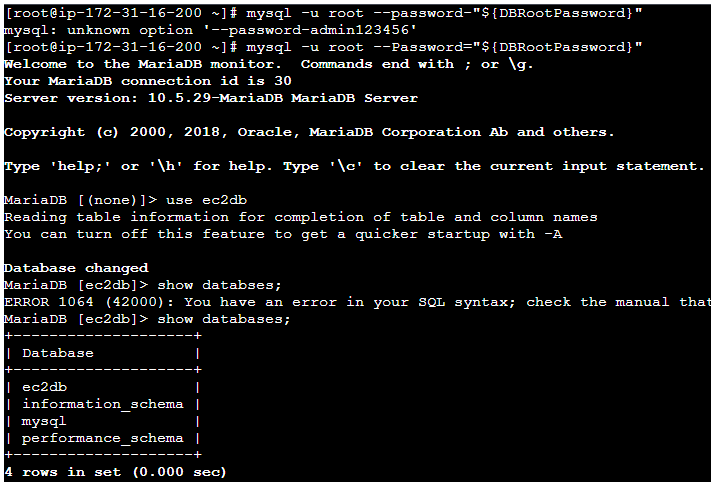 [root@ip-172-31-16-200 ~]# mysql -u root --password="${DBRootPassword}"
mysql: unknown option '--password-admin123456'
[root@ip-172-31-16-200 ~]# mysql -u root --Password="${DBRootPassword}"
Welcome to the MariaDB monitor.  Commands end with ; or \g.
Your MariaDB connection id is 30
Server version: 10.5.29-MariaDB MariaDB Server
Copyright (c) 2000, 2018, Oracle, MariaDB Corporation Ab and others.
Type 'help;' or '\h' for help. Type '\c' to clear the current input statement.
MariaDB [(none)]> use ec2db
Reading table information for completion of table and column names
You can turn off this feature to get a quicker startup with -A
Database changed
MariaDB [ec2db]> show databses;
ERROR 1064 (42000): You have an error in your SQL syntax; check the manual that
MariaDB [ec2db]> show databases;
+--------------------+
| Database           |
+--------------------+
| ec2db              |
| information_schema |
| mysql              |
| performance_schema |
+--------------------+
4 rows in set (0.000 sec)